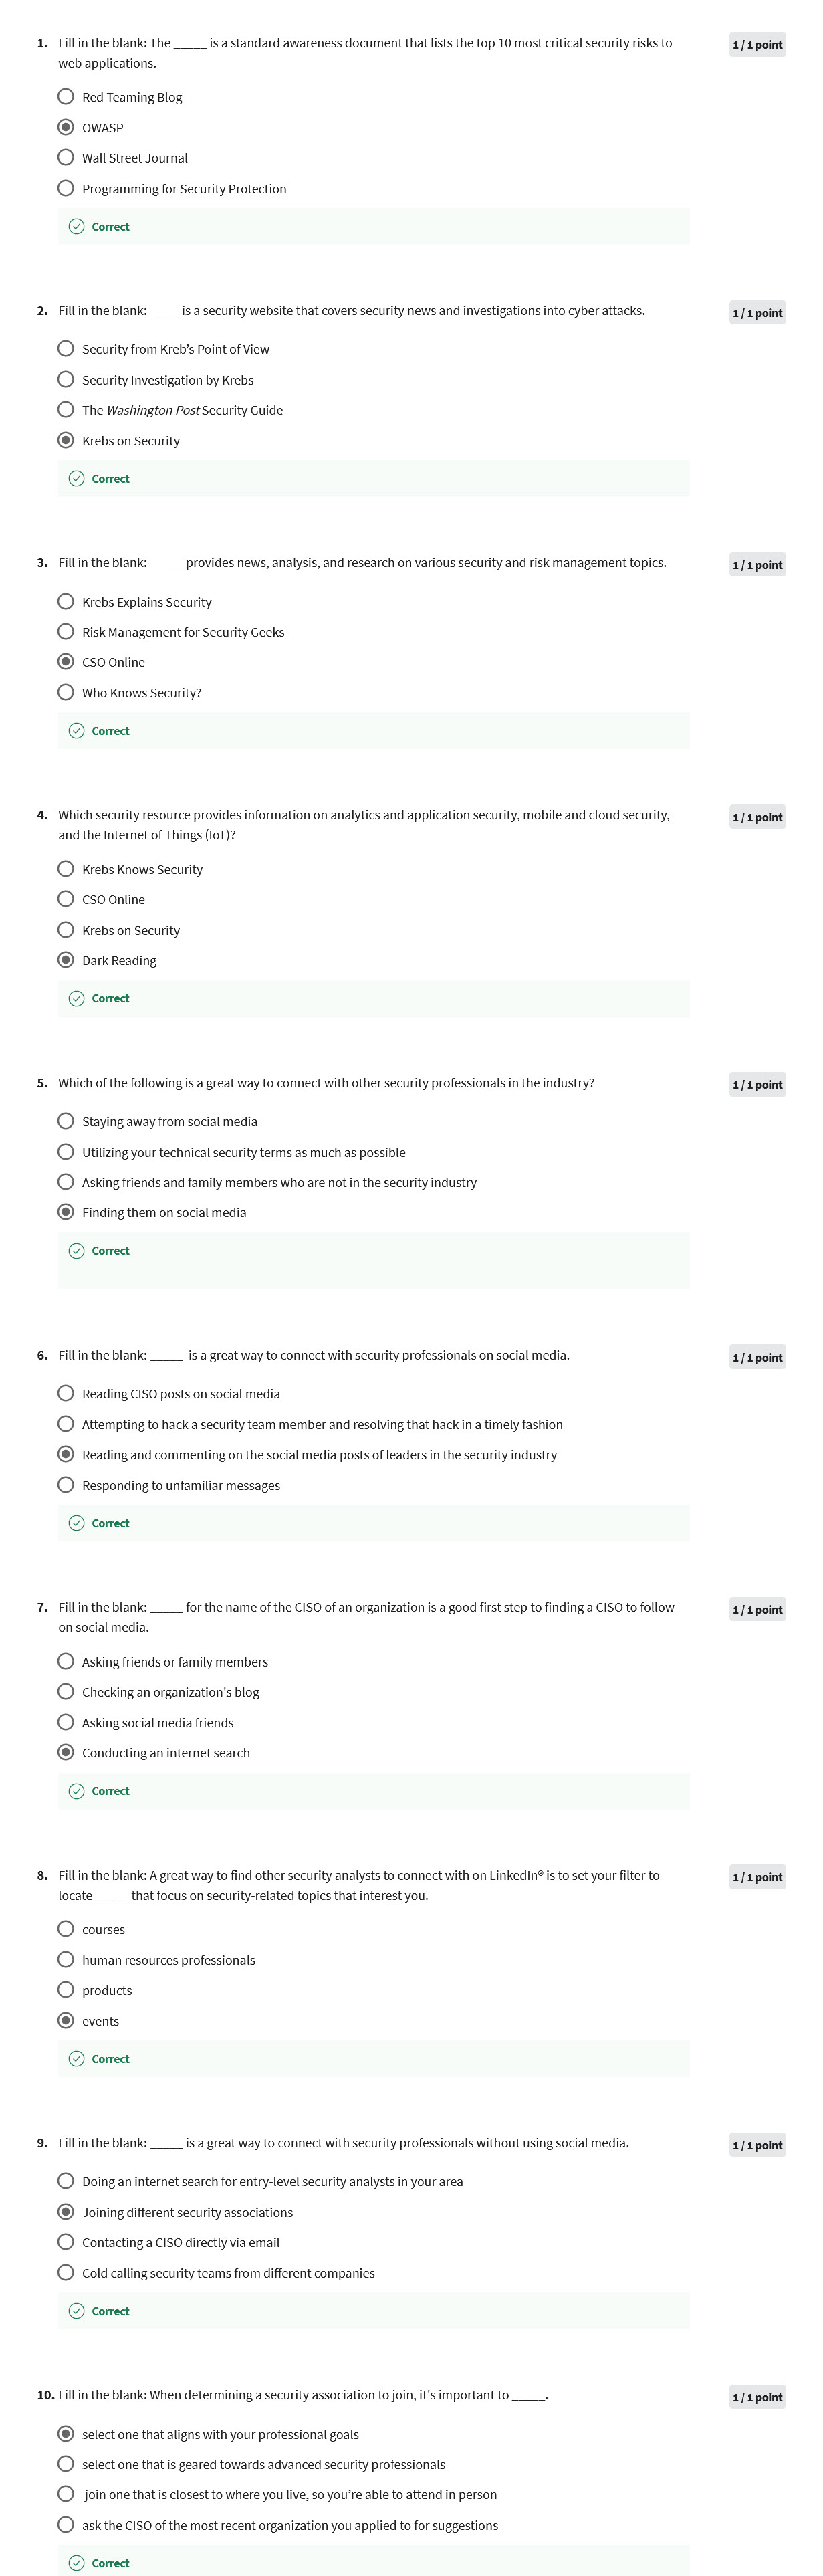 1. Fill in the blank: The _____ is a standard awareness document that lists the top 10 most critical security risks to
web applications.
1 / 1 point
Red Teaming Blog
OWASP
Wall Street Journal
Programming for Security Protection
Correct
2. Fill in the blank: ____ is a security website that covers security news and investigations into cyber attacks.
1 / 1 point
Security from Kreb’s Point of View
Security Investigation by Krebs
The Washington Post Security Guide
Krebs on Security
Correct
3. Fill in the blank: _____ provides news, analysis, and research on various security and risk management topics.
1 / 1 point
Krebs Explains Security
Risk Management for Security Geeks
CSO Online
Who Knows Security?
Correct
4. Which security resource provides information on analytics and application security, mobile and cloud security,
and the Internet of Things (IoT)?
1 / 1 point
Krebs Knows Security
CSO Online
Krebs on Security
Dark Reading
Correct
5. Which of the following is a great way to connect with other security professionals in the industry?
1 / 1 point
Staying away from social media
Utilizing your technical security terms as much as possible
Asking friends and family members who are not in the security industry
Finding them on social media
Correct
6. Fill in the blank: _____ is a great way to connect with security professionals on social media.
1 / 1 point
Reading CISO posts on social media
Attempting to hack a security team member and resolving that hack in a timely fashion
Reading and commenting on the social media posts of leaders in the security industry
Responding to unfamiliar messages
Correct
7. Fill in the blank: _____ for the name of the CISO of an organization is a good first step to finding a CISO to follow
on social media.
1 / 1 point
Asking friends or family members
Checking an organization's blog
Asking social media friends
Conducting an internet search
Correct
8. Fill in the blank: A great way to find other security analysts to connect with on LinkedIn® is to set your filter to
locate _____ that focus on security-related topics that interest you.
1 / 1 point
courses
human resources professionals
products
events
Correct
9. Fill in the blank: _____ is a great way to connect with security professionals without using social media.
1 / 1 point
Doing an internet search for entry-level security analysts in your area
Joining different security associations
Contacting a CISO directly via email
Cold calling security teams from different companies
Correct
10. Fill in the blank: When determining a security association to join, it's important to _____.
1 / 1 point
select one that aligns with your professional goals
select one that is geared towards advanced security professionals
join one that is closest to where you live, so you’re able to attend in person
ask the CISO of the most recent organization you applied to for suggestions
Correct